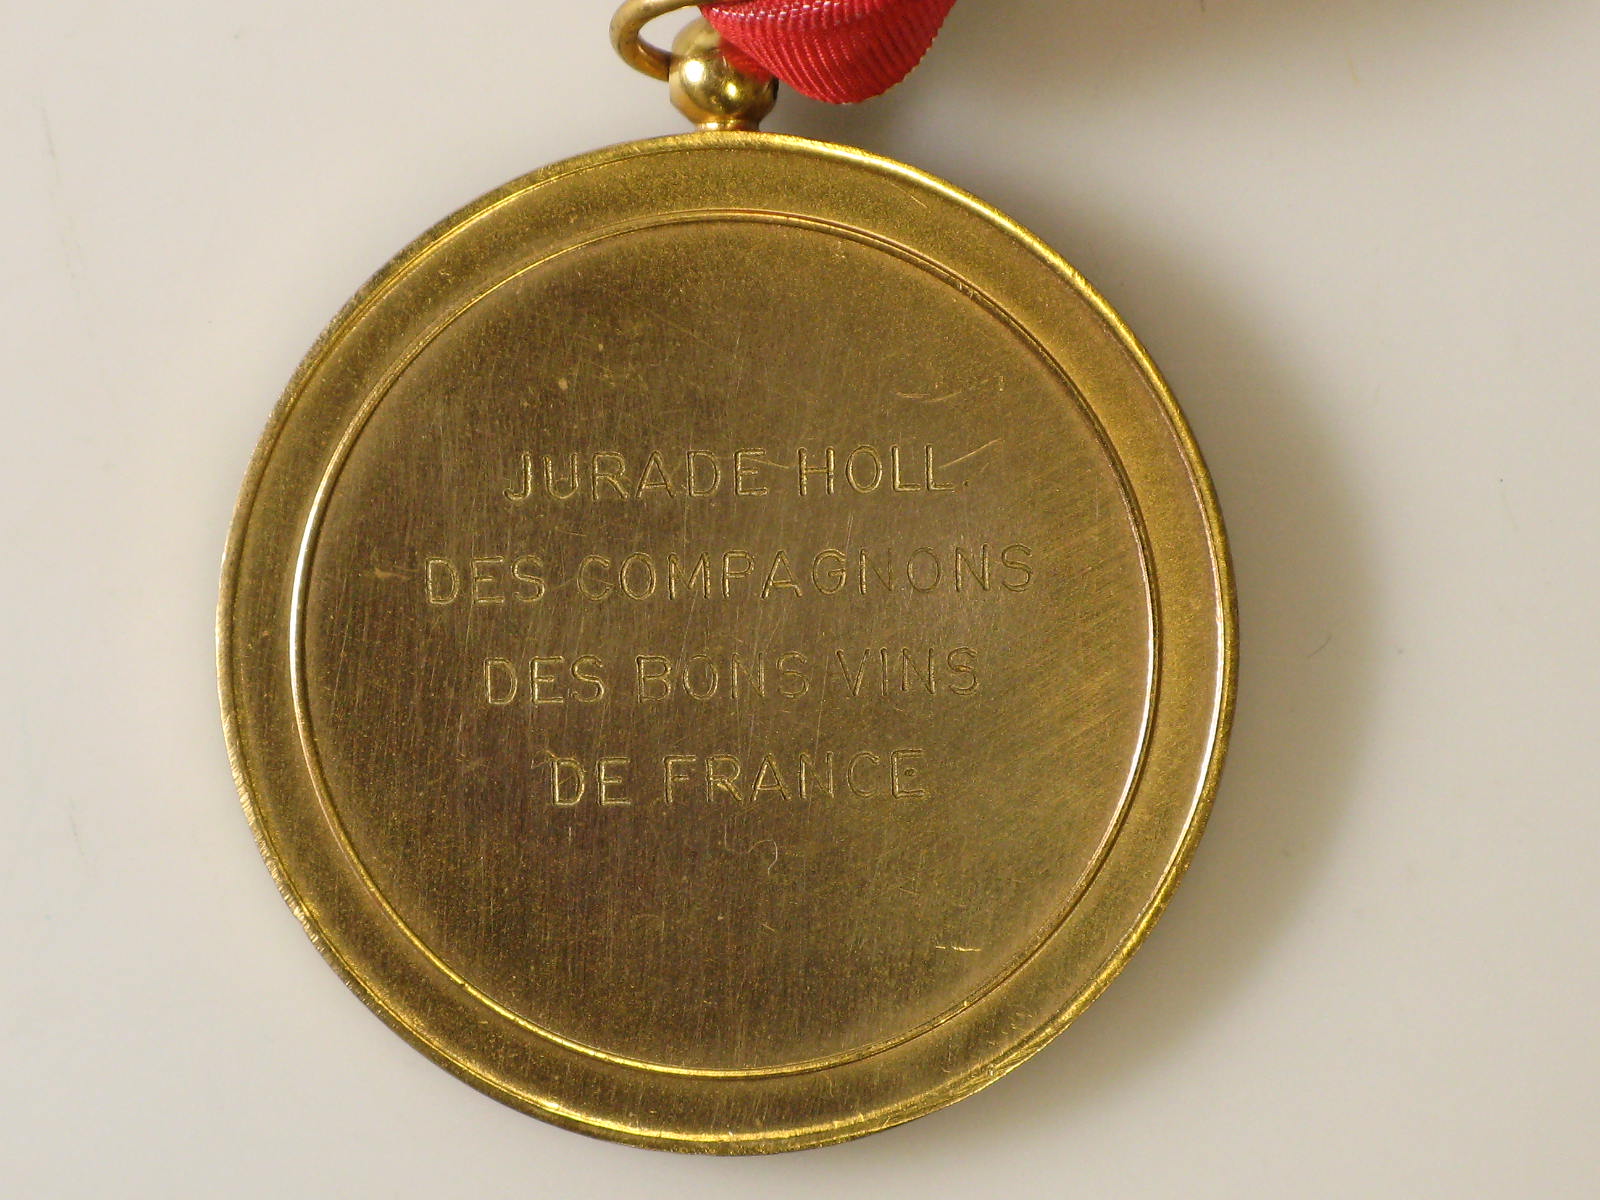 JURADE HOLL.
DES COMPAGNONS
DES BONS VINS
DE FRANCE